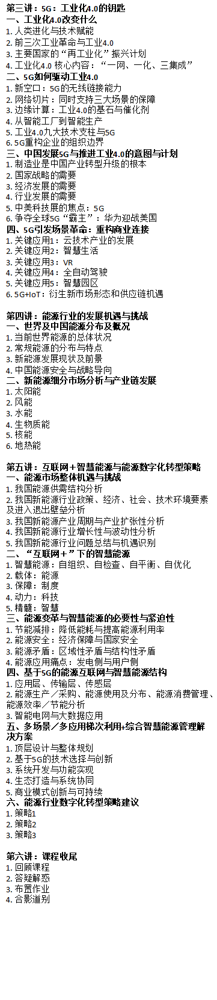 第三讲：5G：工业化4.0的钥匙
一、工业化4.0改变什么
1. 人类进化与技术赋能
2. 前三次工业革命与工业4.0
3. 主要国家的“再工业化”振兴计划
4. 工业化4.0 核心内容：“一网、一化、三集成”
二、5G如何驱动工业4.0
1. 新空口：5G的无线链接能力
2. 网络切片：同时支持三大场景的保障
3. 边缘计算：工业4.0的基石与催化剂
4. 从智能工厂到智能生产
5. 工业4.0九大技术支柱与5G
6. 5G重构企业的组织边界
三、中国发展5G与推进工业4.0的意图与计划
1. 制造业是中国产业转型升级的根本
2. 国家战略的需要
3. 经济发展的需要
4. 行业发展的需要
5. 中美科技展的焦点：5G
6. 争夺全球5G“霸主”：华为迎战美国
四、5G引发场景革命：重构商业连接
1. 关键应用1：云技术产业的发展
2. 关键应用2：智慧生活
3. 关键应用3：VR
4. 关键应用4：全自动驾驶
5. 关键应用5：智慧园区
6. 5G+IoT：衍生新市场形态和供应链机遇
第四讲：能源行业的发展机遇与挑战
一、世界及中国能源分布及概况
1. 当前世界能源的总体状况
2. 常规能源的分布与特点
3. 新能源发展现状及前景
4. 中国能源安全与战略导向
二、新能源细分市场分析与产业链发展
1. 太阳能
2. 风能
3. 水能
4. 生物质能
5. 核能
6. 地热能
第五讲：互联网＋智慧能源与能源数字化转型策略
一、能源市场整体机遇与挑战
1. 我国能源供需结构分析
2. 我国新能源行业政策、经济、社会、技术环境要素
及进入退出壁垒分析
3. 我国新能源产业周期与产业扩张性分析
4. 我国新能源行业增长性与波动性分析
5. 我国新能源行业问题总结与机遇识别
二、“互联网＋”下的智慧能源
1. 智慧能源：自组织、自检查、自平衡、自优化
2. 载体：能源
3. 保障：制度
4. 动力：科技
5. 精髓：智慧
三、能源变革与智慧能源的必要性与紧迫性
1. 节能减排：降低能耗与提高能源利用率
2. 能源安全：经济保障与国家安全
3. 能源矛盾：区域性矛盾与结构性矛盾
4. 能源应用痛点：发电侧与用户侧
四、基于5G的能源互联网与智慧能源结构
1. 应用层、传输层、传感层
2. 能源生产／采购、能源使用及分布、能源消费管理、
能源效率／节能分析
3. 智能电网与大数据应用
五、多场景／多应用梯次利用+综合智慧能源管理解
决方案
1. 顶层设计与整体规划
2. 基于5G的技术选择与创新
3. 系统开发与功能实现
4. 生态打造与系统协同
5. 商业模式创新与可持续
六、能源行业数字化转型策略建议
1. 策略1
2. 策略2
3. 策略3
第六讲：课程收尾
1. 回顾课程
2. 答疑解惑
3. 布置作业
4. 合影道别